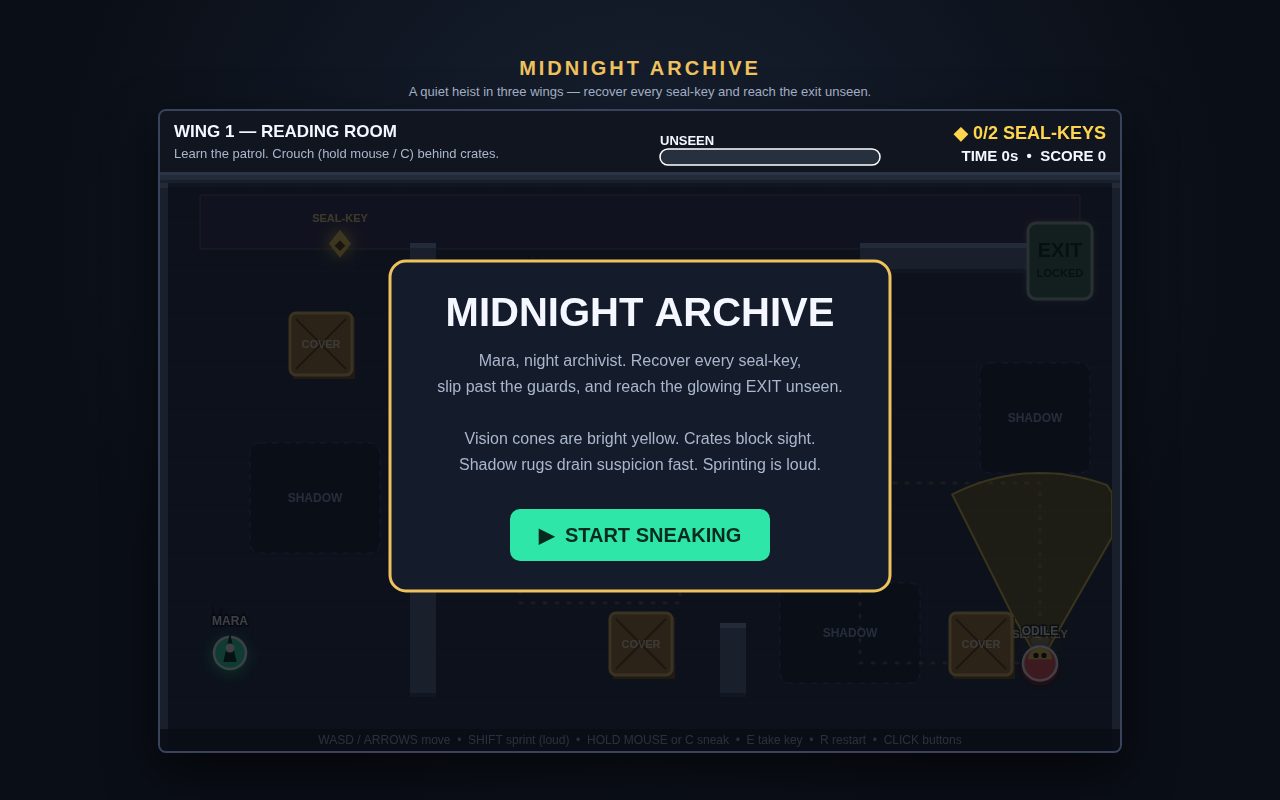 MIDNIGHT ARCHIVE
A quiet heist in three wings — recover every seal-key and reach the exit unseen.
WING 1 — READING ROOM
Learn the patrol. Crouch (hold mouse / C) behind crates.
UNSEEN
◆ 0/2 SEAL-KEYS
TIME 0s • SCORE 0
SEAL-KEY
EXIT
LOCKED
COVER
MIDNIGHT ARCHIVE
Mara, night archivist. Recover every seal-key,
slip past the guards, and reach the glowing EXIT unseen.
Vision cones are bright yellow. Crates block sight.
Shadow rugs drain suspicion fast. Sprinting is loud.
▶ START SNEAKING
SHADOW
SHADOW
MARA
COVER
SHADOW
COVER
ODILE
WASD / ARROWS move • SHIFT sprint (loud) • HOLD MOUSE or C sneak • E take key • R restart • CLICK buttons